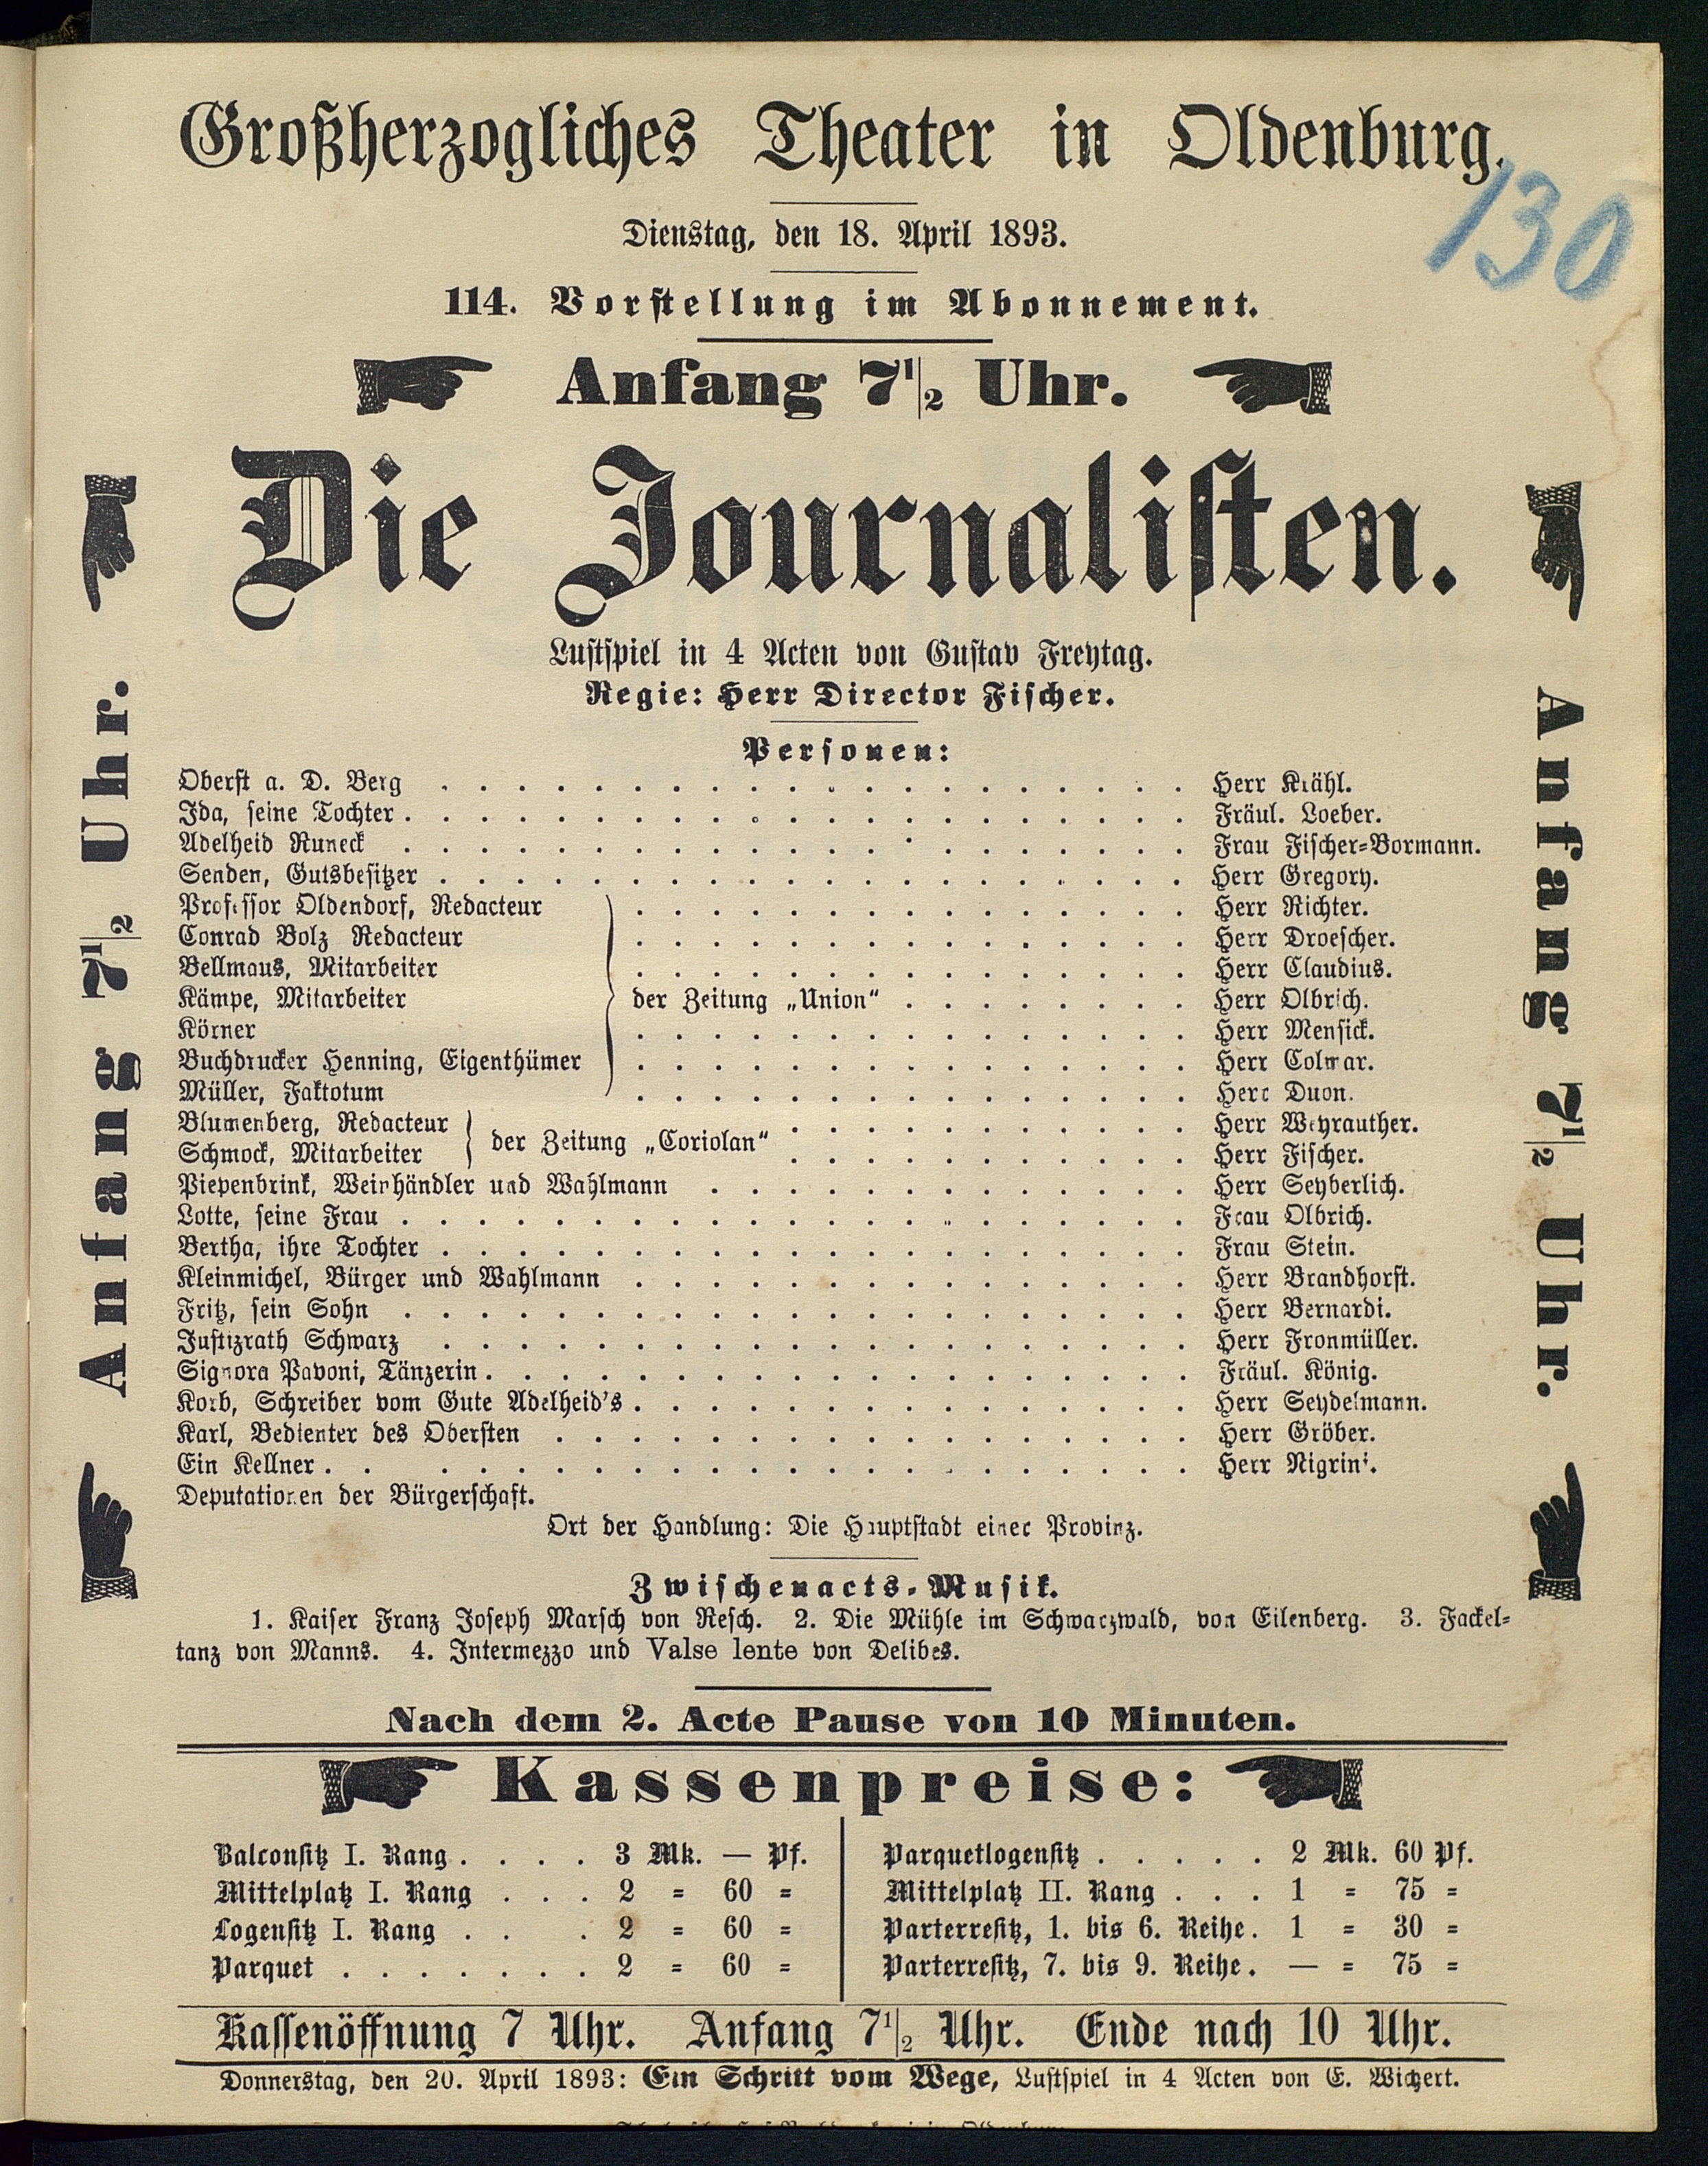 Großherzogliches Theater in Oldenburg.
130
Dienstag, den 18. April 1893.
114. Vorstellung im Abonnement.
Anfang 7½ Uhr.
Die Journalisten.
Lustspiel in 4 Acten von Gustav Freytag.
Regie: Herr Director Fischer.
Anfang 7½ Uhr.
Anfang 7½ Uhr.
Personen:
Oberst a. D. Berg . . . . . Herr Krähl.
Ida, seine Tochter . . . . . Fräul. Loeber.
Adelheid Runeck . . . . . Frau Fischer-Bormann.
Senden, Gutsbesitzer . . . . . Herr Gregory.
Professor Oldendorf, Redacteur . . . . . Herr Richter.
Conrad Bolz Redacteur . . . . . Herr Droescher.
Bellmaus, Mitarbeiter . . . . . Herr Claudius.
Kämpe, Mitarbeiter der Zeitung „Union“ . . . . . Herr Olbrich.
Körner . . . . . Herr Mensick.
Buchdrucker Henning, Eigenthümer . . . . . Herr Colmar.
Müller, Faktotum . . . . . Herr Duon.
Blumenberg, Redacteur . . . . . Herr Weyrauther.
der Zeitung „Coriolan“
Schmock, Mitarbeiter . . . . . Herr Fischer.
Piepenbrink, Weinhändler und Wahlmann . . . . . Herr Seyberlich.
Lotte, seine Frau . . . . . Frau Olbrich.
Bertha, ihre Tochter . . . . . Frau Stein.
Kleinmichel, Bürger und Wahlmann . . . . . Herr Brandhorst.
Fritz, sein Sohn . . . . . Herr Bernardi.
Justizrath Schwarz . . . . . Herr Fronmüller.
Signora Pavoni, Tänzerin . . . . . Fräul. König.
Korb, Schreiber vom Gute Adelheid's . . . . . Herr Seydelmann.
Karl, Bedienter des Obersten . . . . . Herr Gröber.
Ein Kellner . . . . . Herr Nigrini.
Deputationen der Bürgerschaft.
Ort der Handlung: Die Hauptstadt einer Provinz.
Zwischenacts-Musik.
1. Kaiser Franz Joseph Marsch von Resch. 2. Die Mühle im Schwarzwald, von Eilenberg. 3. Fackel-
tanz von Manns. 4. Intermezzo und Valse lente von Delibes.
Nach dem 2. Acte Pause von 10 Minuten.
Kassenpreise:
Balconsitz I. Rang . . . . 3 Mk. — Pf.
Mittelplatz I. Rang . . . 2 = 60 =
Logensitz I. Rang . . . 2 = 60 =
Parquet . . . . . . . 2 = 60 =
Parquetlogensitz . . . . . 2 Mk. 60 Pf.
Mittelplatz II. Rang . . . 1 = 75 =
Parterresitz, 1. bis 6. Reihe . 1 = 30 =
Parterresitz, 7. bis 9. Reihe . — = 75 =
Kassenöffnung 7 Uhr. Anfang 7½ Uhr. Ende nach 10 Uhr.
Donnerstag, den 20. April 1893: Ein Schritt vom Wege, Lustspiel in 4 Acten von E. Wichert.